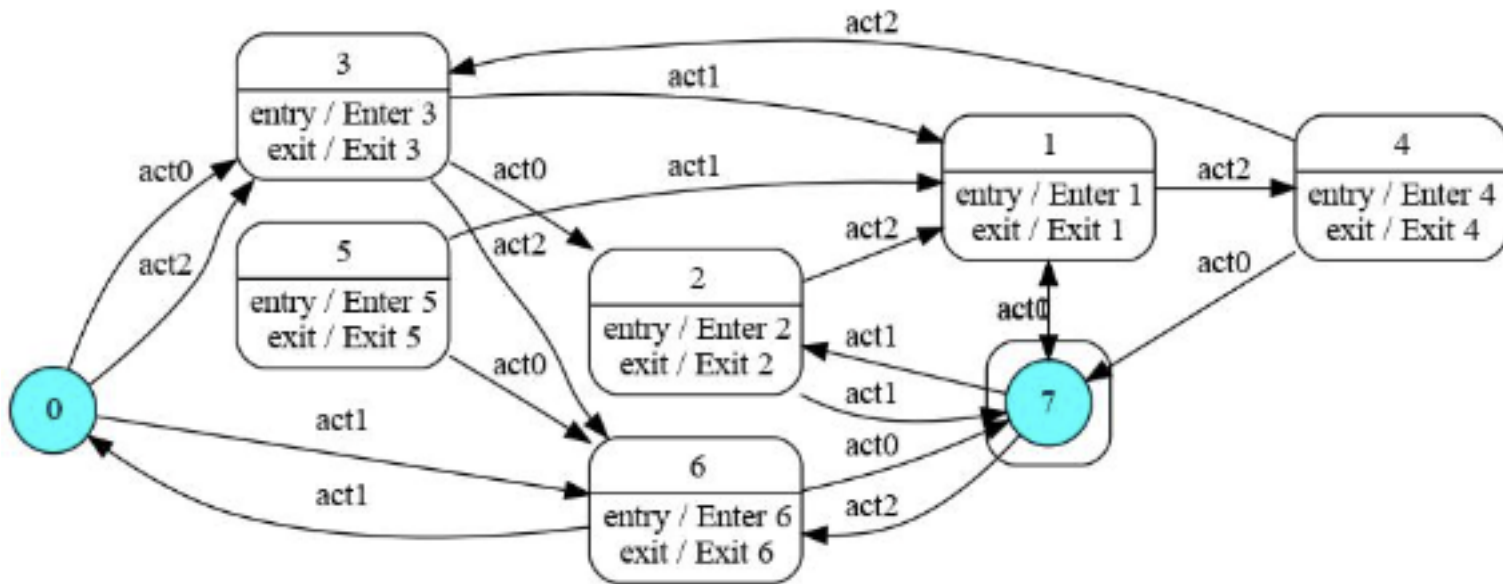 act2
3
act1
entry / Enter 3
exit / Exit 3
1
4
act0
act1
act0
act2
entry / Enter 1
exit / Exit 1
entry / Enter 4
exit / Exit 4
act2
5
act2
act2
act0
2
entry / Enter 5
exit / Exit 5
entry / Enter 2
exit / Exit 2
act1
act0
act1
0
7
act1
act0
6
act1
entry / Enter 6
exit / Exit 6
act2